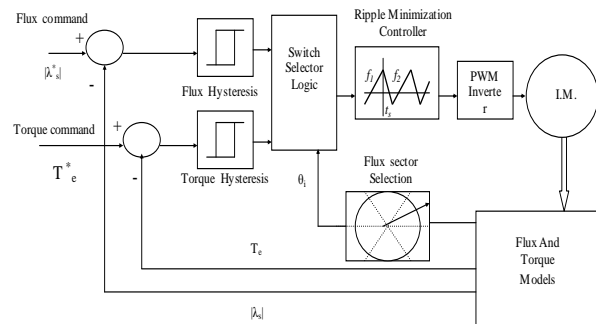 Flux command
+
|λ*s|
-
Flux Hysteresis
Torque command
+
T*e
-
Torque Hysteresis
Switch
Selector
Logic
Ripple Minimization
Controller
f1 f2
ts
PWM
Inverte
r
I.M.
θi
Flux sector
Selection
Flux And
Torque
Models
Te
|λs|